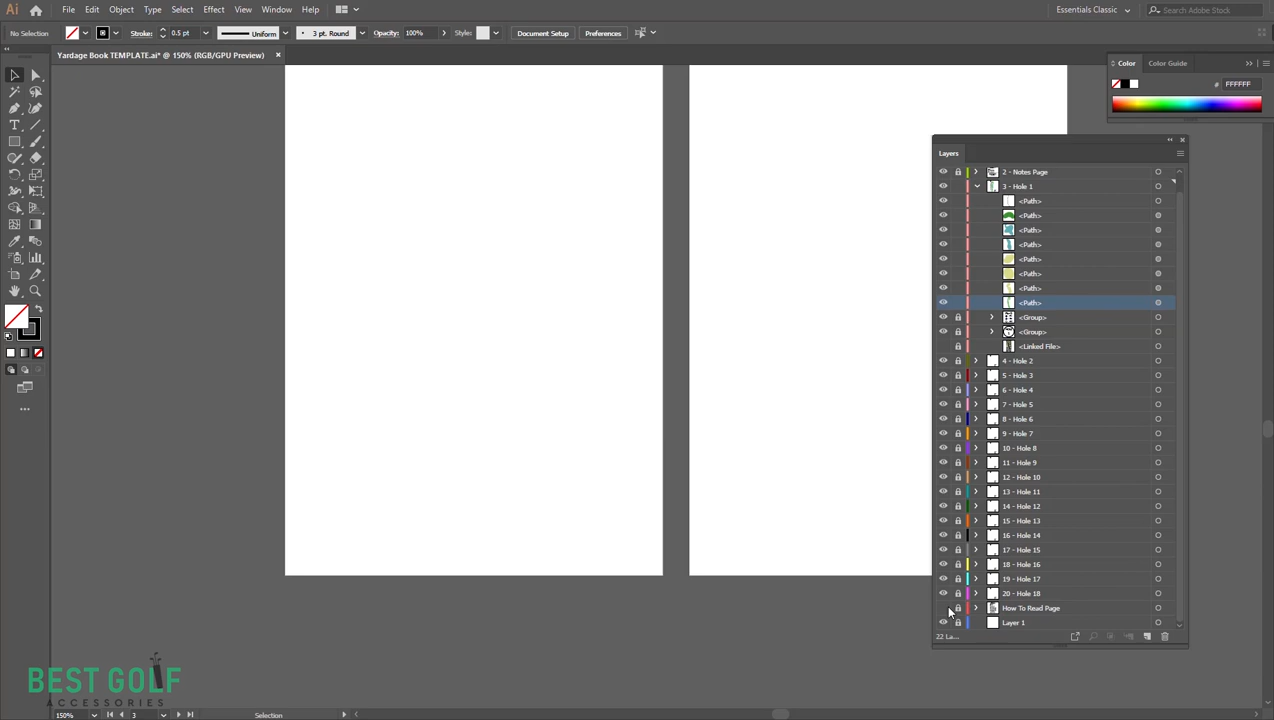 Ai File Edit Object Type Select Effect View Window Help Search Adobe Stock Essentials Classic
No Selection Stroke: 0.5 pt Uniform 3 pt. Round Opacity: 100% Style: Document Setup Preferences
Yardage Book TEMPLATE.ai* @ 150% (RGB/GPU Preview)
Color Color Guide
# FFFFFF
Layers
2 - Notes Page
3 - Hole 1
<Path>
<Path>
<Path>
<Path>
<Path>
<Path>
<Path>
<Path>
<Group>
<Group>
<Linked File>
4 - Hole 2
5 - Hole 3
6 - Hole 4
7 - Hole 5
8 - Hole 6
9 - Hole 7
10 - Hole 8
11 - Hole 9
12 - Hole 10
13 - Hole 11
14 - Hole 12
15 - Hole 13
16 - Hole 14
17 - Hole 15
18 - Hole 16
19 - Hole 17
20 - Hole 18
How To Read Page
Layer 1
22 La...
BEST GOLF
ACCESSORIES
150% 3 Selection